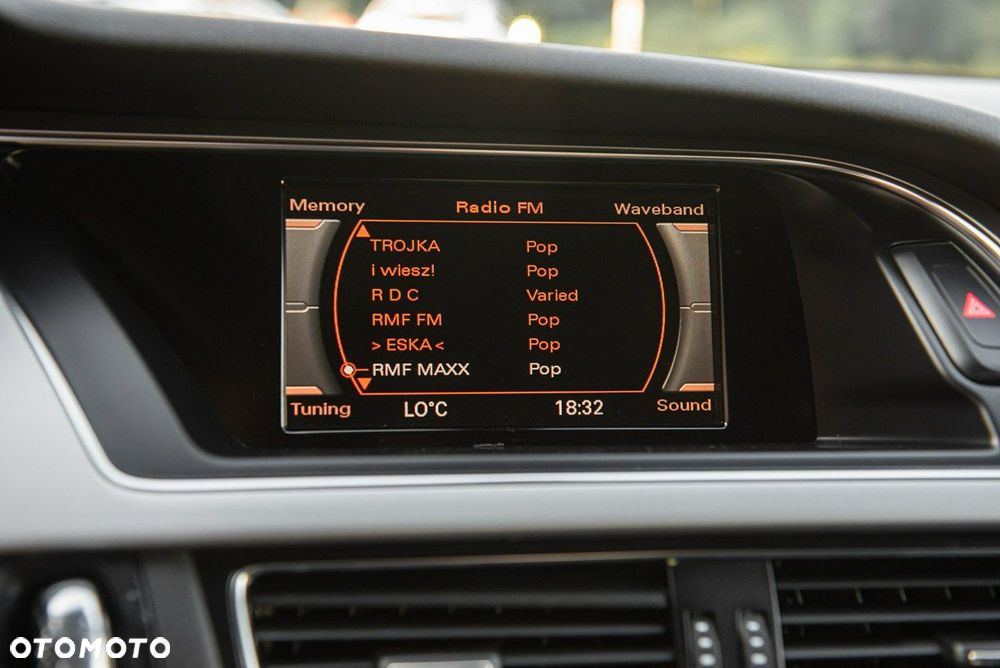 Memory Radio FM Waveband
TROJKA Pop
i wiesz! Pop
R D C Varied
RMF FM Pop
> ESKA < Pop
RMF MAXX Pop
Tuning LO°C 18:32 Sound
OTOMOTO